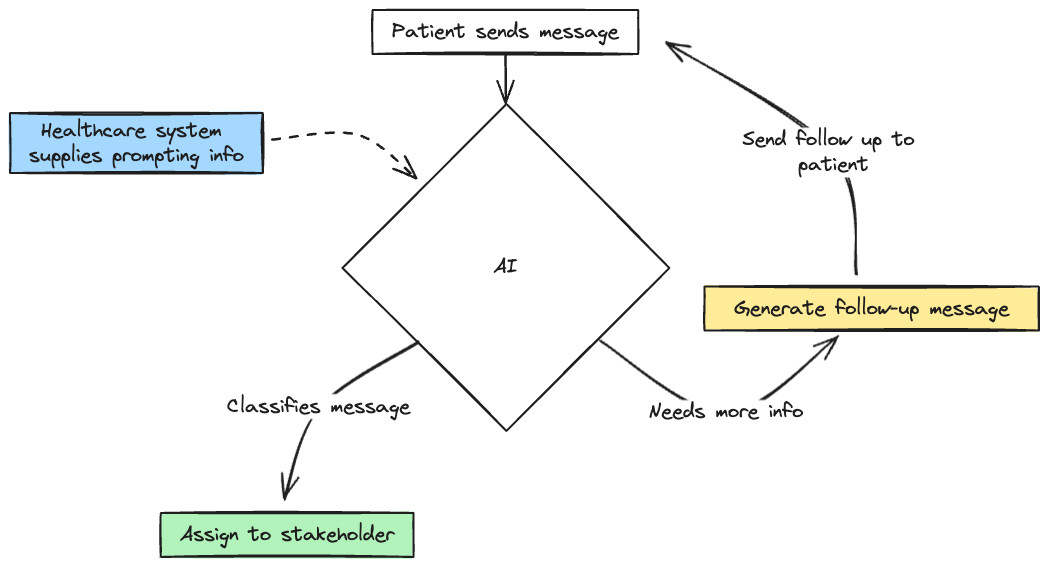 Patient sends message
Healthcare system
supplies prompting info
Send follow up to
patient
AI
Generate follow-up message
Classifies message
Needs more info
Assign to stakeholder